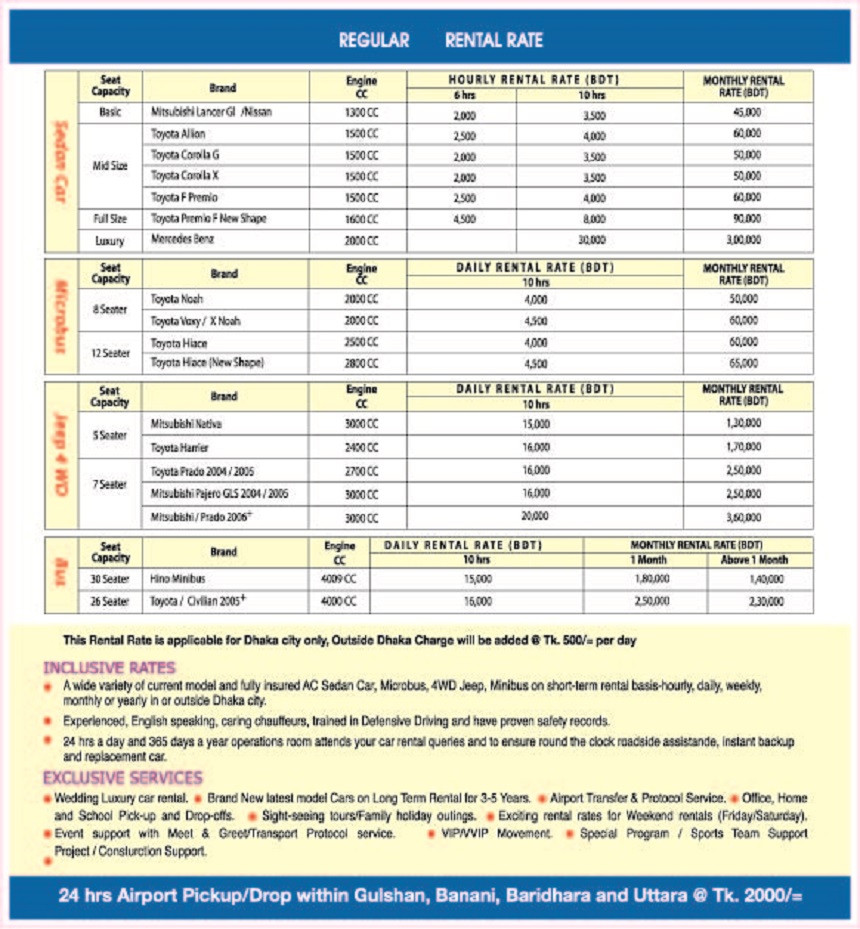 REGULAR RENTAL RATE
Sedan Car
Seat Capacity Brand Engine CC HOURLY RENTAL RATE (BDT) MONTHLY RENTAL RATE (BDT)
6 hrs 10 hrs
Basic Mitsubishi Lancer Gl /Nissan 1300 CC 2,000 3,500 45,000
Mid Size
Toyota Allion 1500 CC 2,500 4,000 60,000
Toyota Corolla G 1500 CC 2,000 3,500 50,000
Toyota Corolla X 1500 CC 2,000 3,500 50,000
Toyota F Premio 1500 CC 2,500 4,000 60,000
Full Size Toyota Premio F New Shape 1600 CC 4,500 8,000 90,000
Luxury Mercedes Benz 2000 CC 30,000 3,00,000
Microbus
Seat Capacity Brand Engine CC DAILY RENTAL RATE (BDT) MONTHLY RENTAL RATE (BDT)
10 hrs
8 Seater
Toyota Noah 2000 CC 4,000 50,000
Toyota Voxy / X Noah 2000 CC 4,500 60,000
12 Seater
Toyota Hiace 2500 CC 4,000 60,000
Toyota Hiace (New Shape) 2800 CC 4,500 65,000
Jeep 4 WD
Seat Capacity Brand Engine CC DAILY RENTAL RATE (BDT) MONTHLY RENTAL RATE (BDT)
10 hrs
5 Seater
Mitsubishi Nativa 3000 CC 15,000 1,30,000
Toyota Harrier 2400 CC 16,000 1,70,000
7 Seater
Toyota Prado 2004 / 2005 2700 CC 16,000 2,50,000
Mitsubishi Pajero GLS 2004 / 2005 3000 CC 16,000 2,50,000
Mitsubishi / Prado 2006+ 3000 CC 20,000 3,60,000
Bus
Seat Capacity Brand Engine CC DAILY RENTAL RATE (BDT) MONTHLY RENTAL RATE (BDT)
10 hrs 1 Month Above 1 Month
30 Seater Hino Minibus 4009 CC 15,000 1,80,000 1,40,000
26 Seater Toyota / Civilian 2005+ 4000 CC 16,000 2,50,000 2,30,000
This Rental Rate is applicable for Dhaka city only, Outside Dhaka Charge will be added @ Tk. 500/= per day
INCLUSIVE RATES
A wide variety of current model and fully insured AC Sedan Car, Microbus, 4WD Jeep, Minibus on short-term rental basis-hourly, daily, weekly,
monthly or yearly in or outside Dhaka city.
Experienced, English speaking, caring chauffeurs, trained in Defensive Driving and have proven safety records.
24 hrs a day and 365 days a year operations room attends your car rental queries and to ensure round the clock roadside assistande, instant backup
and replacement car.
EXCLUSIVE SERVICES
Wedding Luxury car rental. Brand New latest model Cars on Long Term Rental for 3-5 Years. Airport Transfer & Protocol Service. Office, Home
and School Pick-up and Drop-offs. Sight-seeing tours/Family holiday outings. Exciting rental rates for Weekend rentals (Friday/Saturday).
Event support with Meet & Greet/Transport Protocol service. VIP/VVIP Movement. Special Program / Sports Team Support
Project / Consturction Support.
24 hrs Airport Pickup/Drop within Gulshan, Banani, Baridhara and Uttara @ Tk. 2000/=